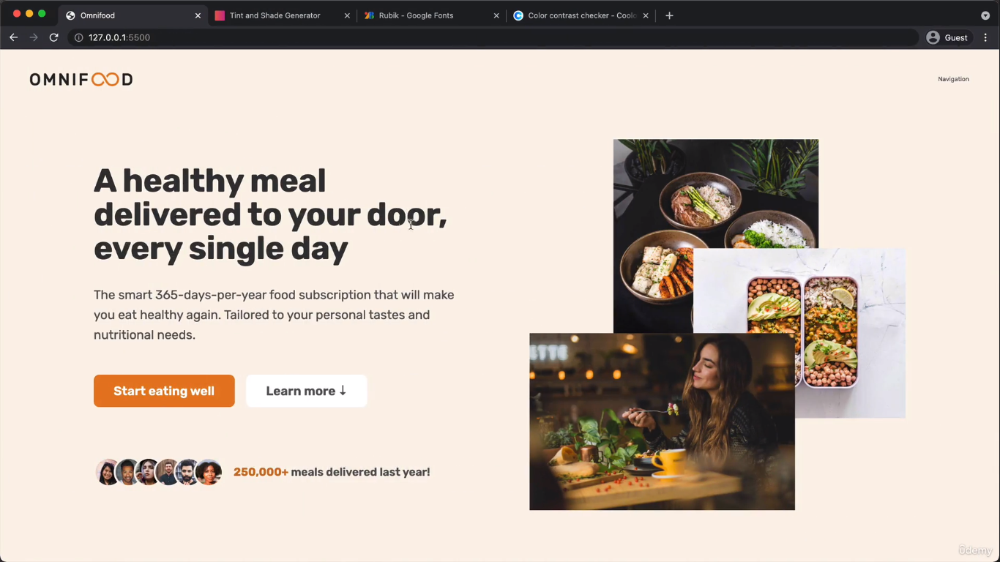 Omnifood
Tint and Shade Generator
Rubik - Google Fonts
Color contrast checker - Coolo
127.0.0.1:5500
Guest
OMNIFOOD
Navigation
A healthy meal
delivered to your door,
every single day
The smart 365-days-per-year food subscription that will make
you eat healthy again. Tailored to your personal tastes and
nutritional needs.
Start eating well
Learn more ↓
250,000+ meals delivered last year!
ETTE
ûdemy